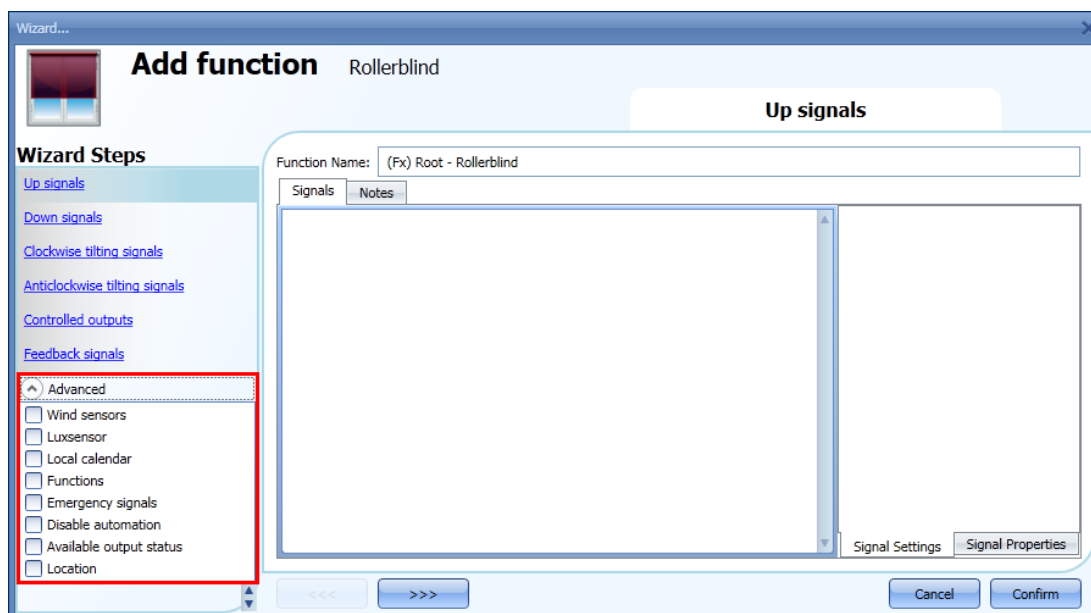 Wizard...
Add function Rollerblind
Up signals
Wizard Steps
Up signals
Down signals
Clockwise tilting signals
Anticlockwise tilting signals
Controlled outputs
Feedback signals
Advanced
Wind sensors
Luxsensor
Local calendar
Functions
Emergency signals
Disable automation
Available output status
Location
Function Name: (Fx) Root - Rollerblind
Signals Notes
Signal Settings Signal Properties
<<< >>> Cancel Confirm